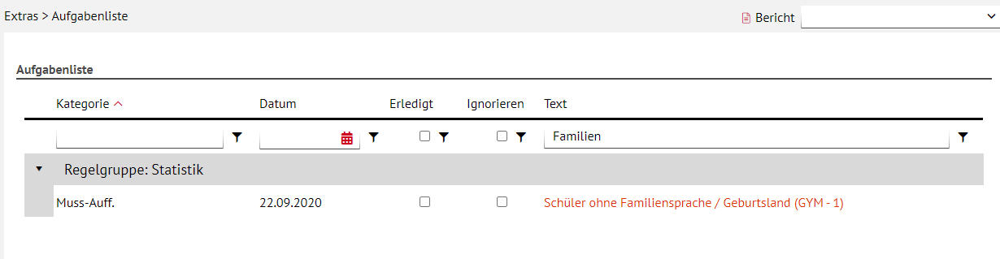 Extras > Aufgabenliste
Bericht
Aufgabenliste
Kategorie Datum Erledigt Ignorieren Text
Familien
Regelgruppe: Statistik
Muss-Auff. 22.09.2020 Schüler ohne Familiensprache / Geburtsland (GYM - 1)